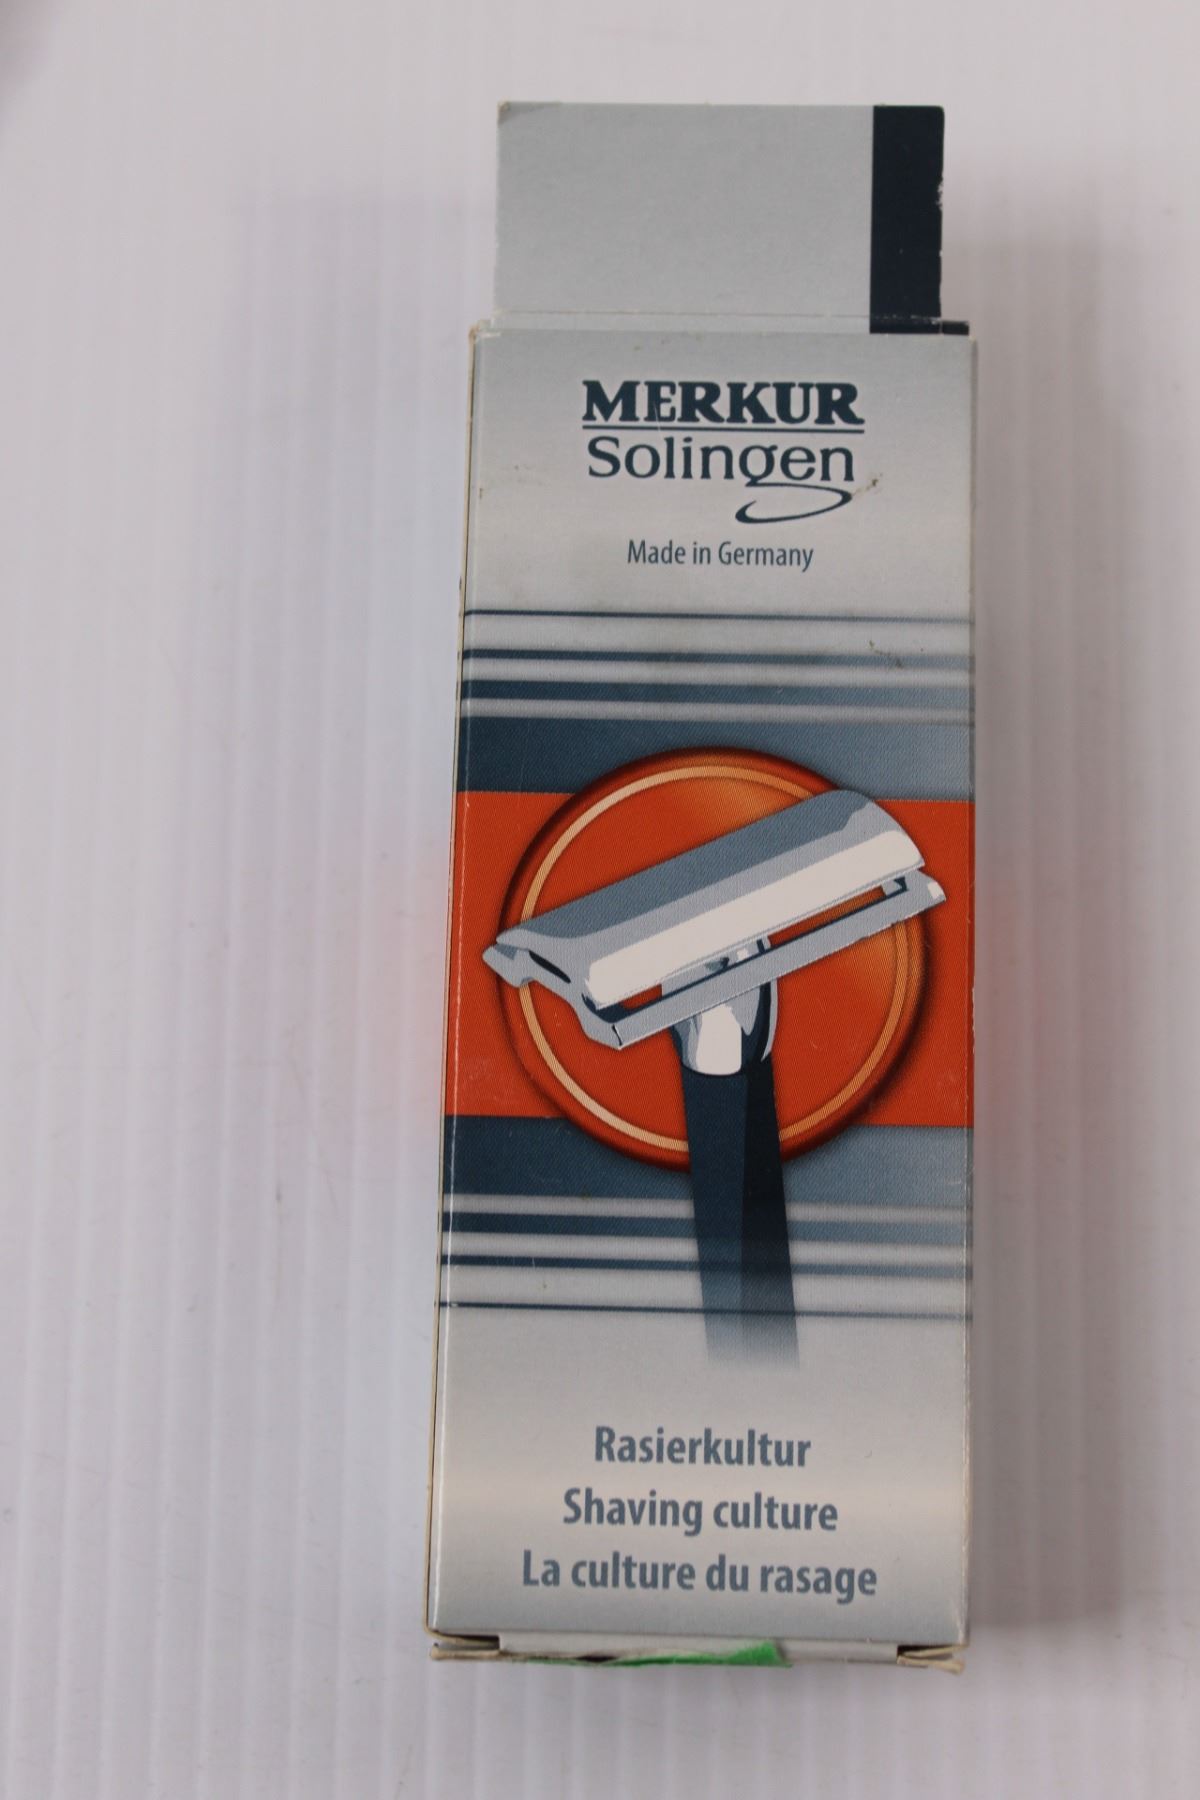 MERKUR
Solingen
Made in Germany
Rasierkultur
Shaving culture
La culture du rasage